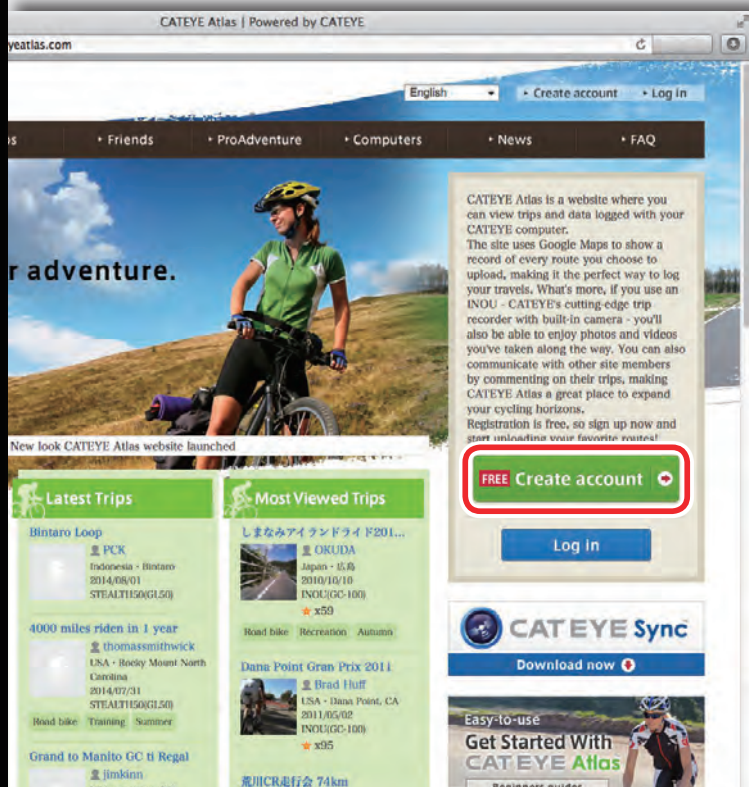 CATEYE Atlas | Powered by CATEYE
yeatlas.com
English
Create account
Log in
Friends
ProAdventure
Computers
News
FAQ
r adventure.
CATEYE Atlas is a website where you
can view trips and data logged with your
CATEYE computer.
The site uses Google Maps to show a
record of every route you choose to
upload, making it the perfect way to log
your travels. What's more, if you use an
INOU - CATEYE's cutting-edge trip
recorder with built-in camera - you'll
also be able to enjoy photos and videos
you've taken along the way. You can also
communicate with other site members
by commenting on their trips, making
CATEYE Atlas a great place to expand
your cycling horizons.
Registration is free, so sign up now and
start uploading your favorite routes!
FREE Create account
Log in
New look CATEYE Atlas website launched
Latest Trips
Bintaro Loop
PCK
Indonesia - Bintaro
2014/08/01
STEALTH50(GL50)
4000 miles riden in 1 year
thomassmithwick
USA - Rocky Mount North
Carolina
2014/07/31
STEALTH50(GL50)
Road bike Training Summer
Grand to Manito GC ti Regal
jimkinn
Most Viewed Trips
しまなみアイランドライド201...
OKUDA
Japan - 広島
2010/10/10
INOU(GC-100)
x59
Road bike Recreation Autumn
Dana Point Gran Prix 2011
Brad Huff
USA - Dana Point, CA
2011/05/02
INOU(GC-100)
x95
荒川CR走行会 74km
CATEYE Sync
Download now
Easy-to-use
Get Started With
CATEYE Atlas
Beginners guides